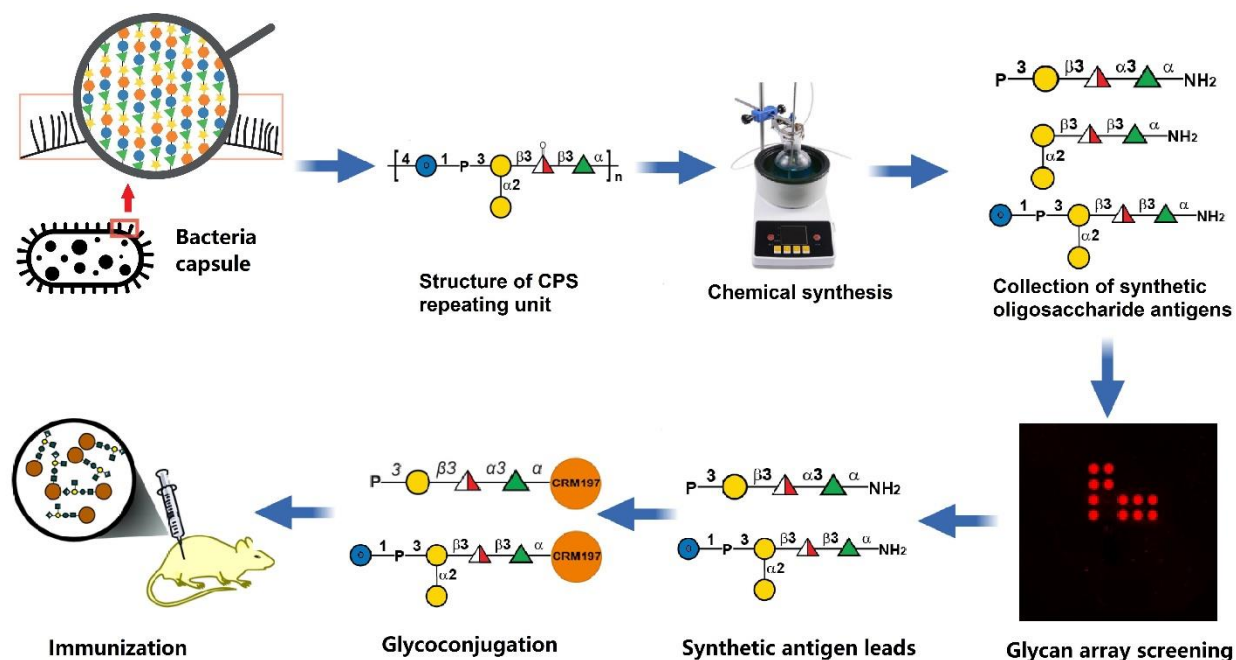 P 3 β3 α3 α NH2
β3 β3 α NH2
α2
[ 4 1 P 3 β3 β3 α ]n
α2
1 P 3 β3 β3 α NH2
α2
Bacteria
capsule
Structure of CPS
repeating unit
Chemical synthesis
Collection of synthetic
oligosaccharide antigens
P 3 β3 α3 α CRM197
1 P 3 β3 β3 α CRM197
α2
P 3 β3 α3 α NH2
1 P 3 β3 β3 α NH2
α2
Immunization
Glycoconjugation
Synthetic antigen leads
Glycan array screening